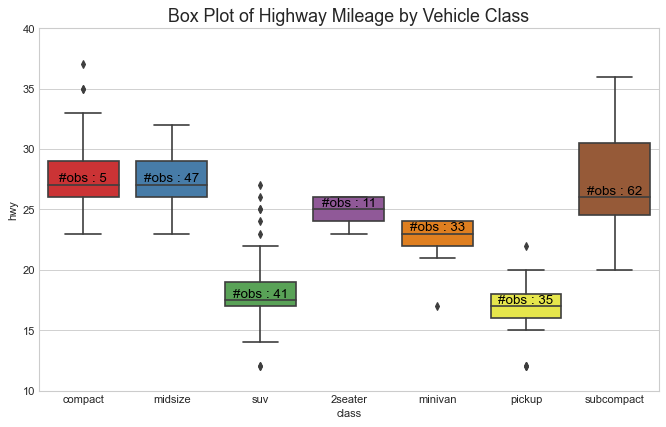 Box Plot of Highway Mileage by Vehicle Class
40
35
30
25
20
15
10
hwy
#obs : 5
#obs : 47
#obs : 41
#obs : 11
#obs : 33
#obs : 35
#obs : 62
compact midsize suv 2seater minivan pickup subcompact
class